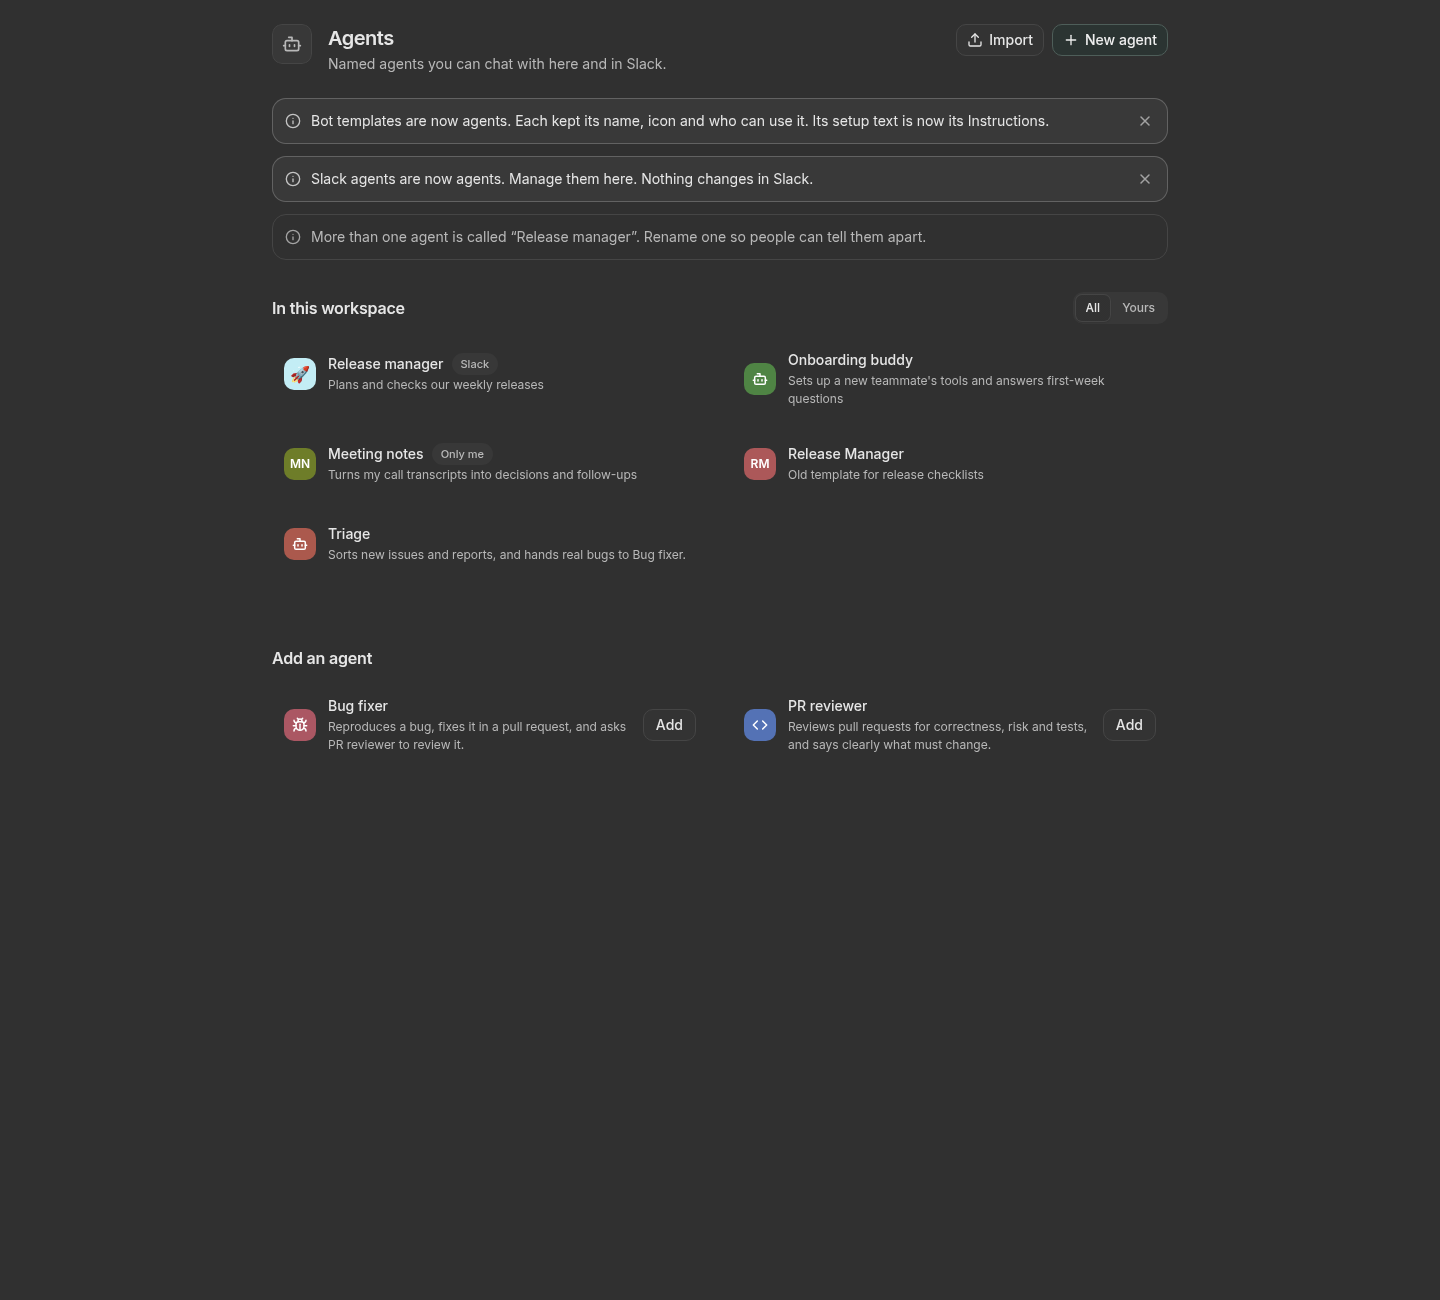 Agents
Named agents you can chat with here and in Slack.
Import
New agent
Bot templates are now agents. Each kept its name, icon and who can use it. Its setup text is now its Instructions.
Slack agents are now agents. Manage them here. Nothing changes in Slack.
More than one agent is called “Release manager”. Rename one so people can tell them apart.
In this workspace
All
Yours
Release manager
Slack
Plans and checks our weekly releases
Onboarding buddy
Sets up a new teammate's tools and answers first-week
questions
MN
Meeting notes
Only me
Turns my call transcripts into decisions and follow-ups
RM
Release Manager
Old template for release checklists
Triage
Sorts new issues and reports, and hands real bugs to Bug fixer.
Add an agent
Bug fixer
Reproduces a bug, fixes it in a pull request, and asks
PR reviewer to review it.
Add
PR reviewer
Reviews pull requests for correctness, risk and tests,
and says clearly what must change.
Add